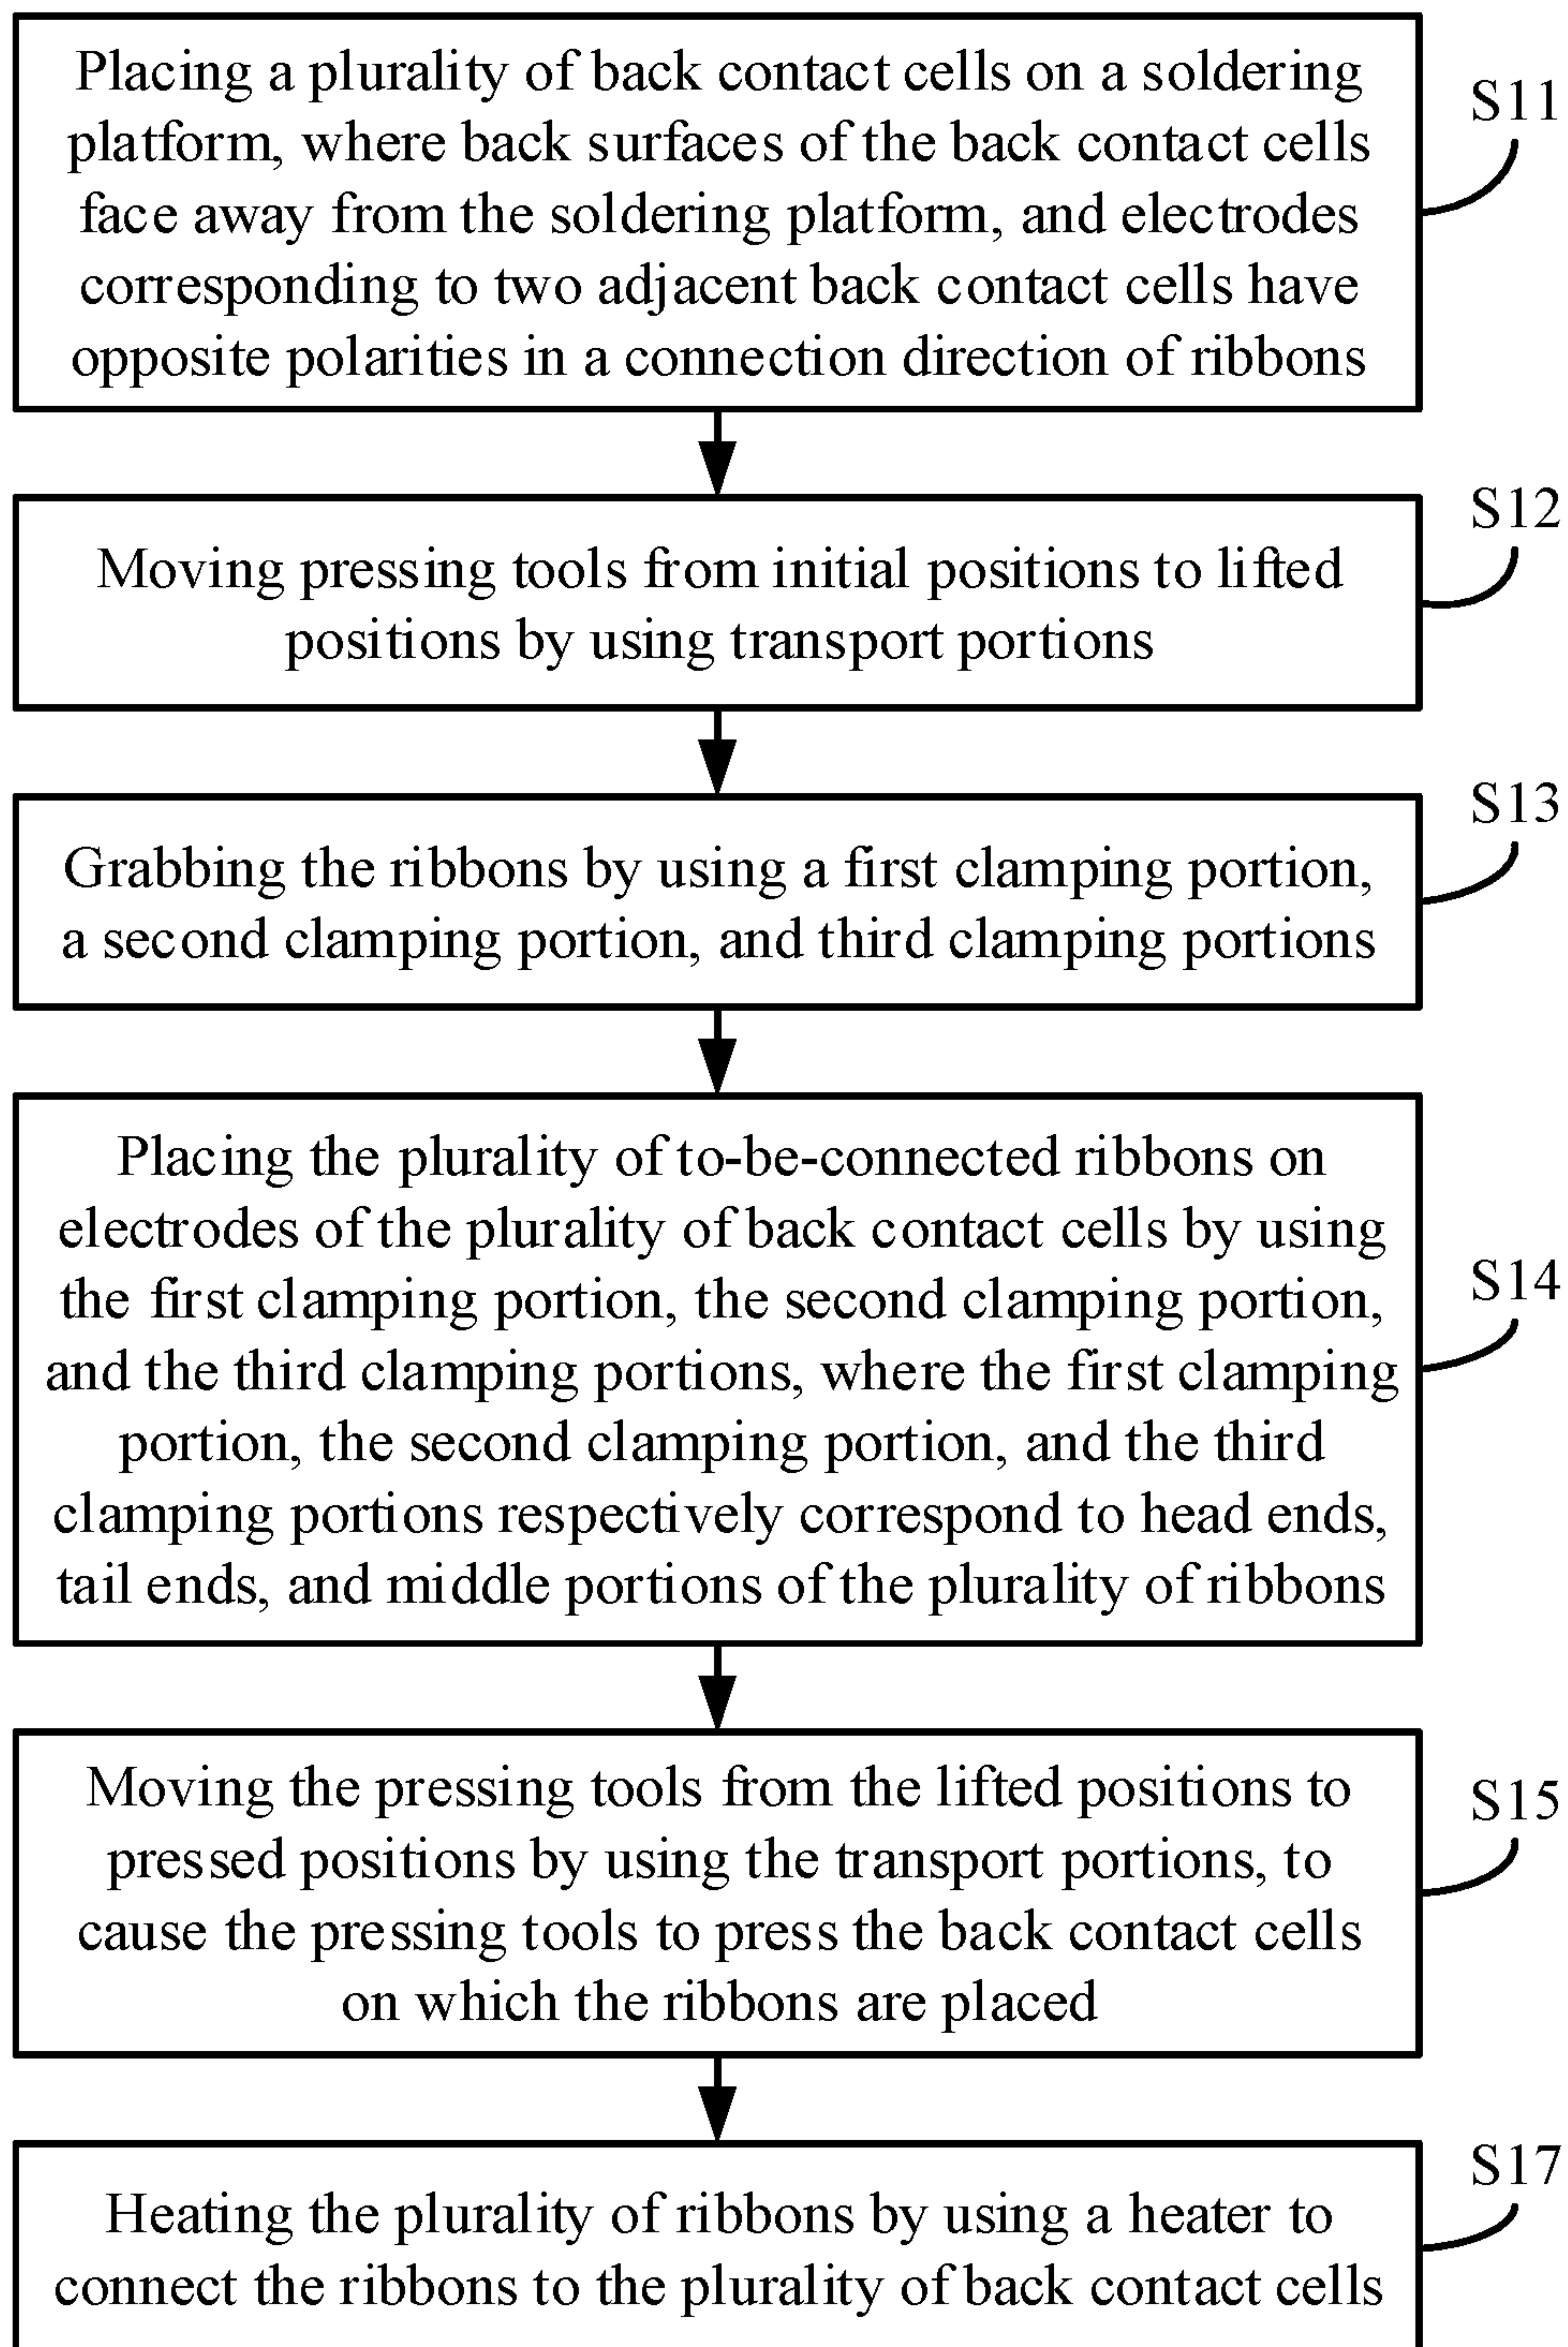 Placing a plurality of back contact cells on a soldering
platform, where back surfaces of the back contact cells
face away from the soldering platform, and electrodes
corresponding to two adjacent back contact cells have
opposite polarities in a connection direction of ribbons
S11
Moving pressing tools from initial positions to lifted
positions by using transport portions
S12
Grabbing the ribbons by using a first clamping portion,
a second clamping portion, and third clamping portions
S13
Placing the plurality of to-be-connected ribbons on
electrodes of the plurality of back contact cells by using
the first clamping portion, the second clamping portion,
and the third clamping portions, where the first clamping
portion, the second clamping portion, and the third
clamping portions respectively correspond to head ends,
tail ends, and middle portions of the plurality of ribbons
S14
Moving the pressing tools from the lifted positions to
pressed positions by using the transport portions, to
cause the pressing tools to press the back contact cells
on which the ribbons are placed
S15
Heating the plurality of ribbons by using a heater to
connect the ribbons to the plurality of back contact cells
S17